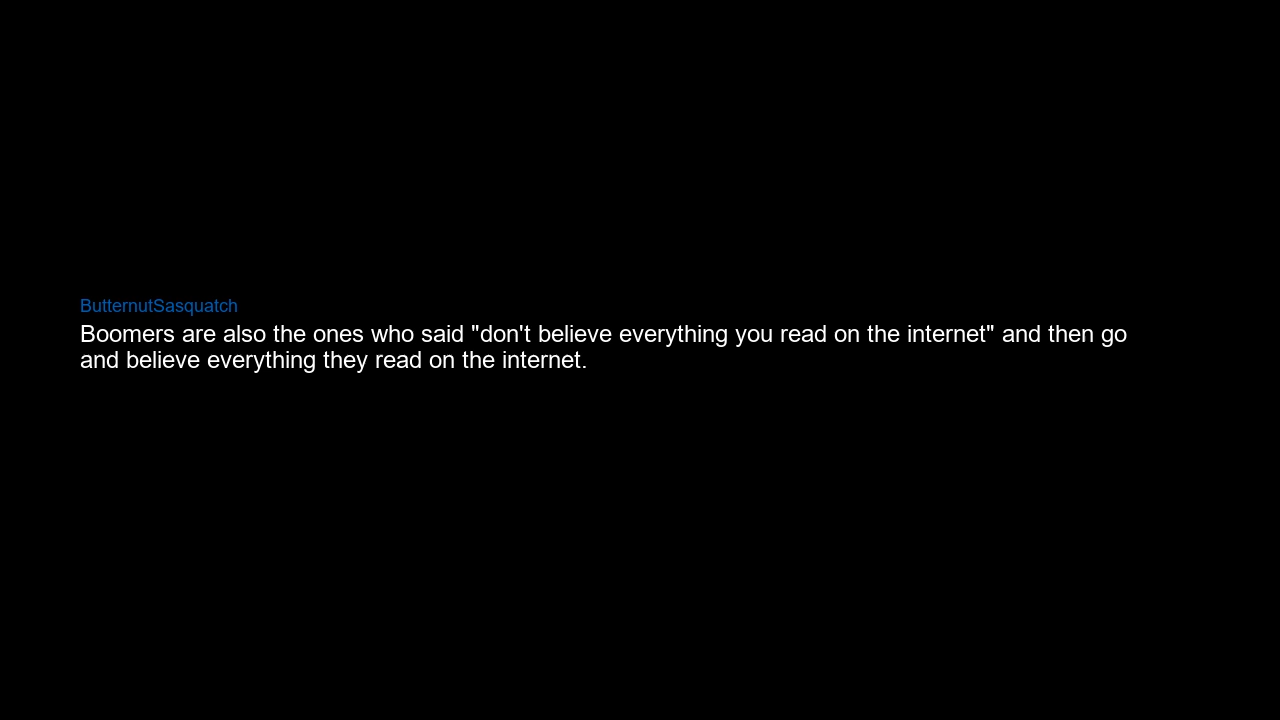 ButternutSasquatch
Boomers are also the ones who said "don't believe everything you read on the internet" and then go
and believe everything they read on the internet.